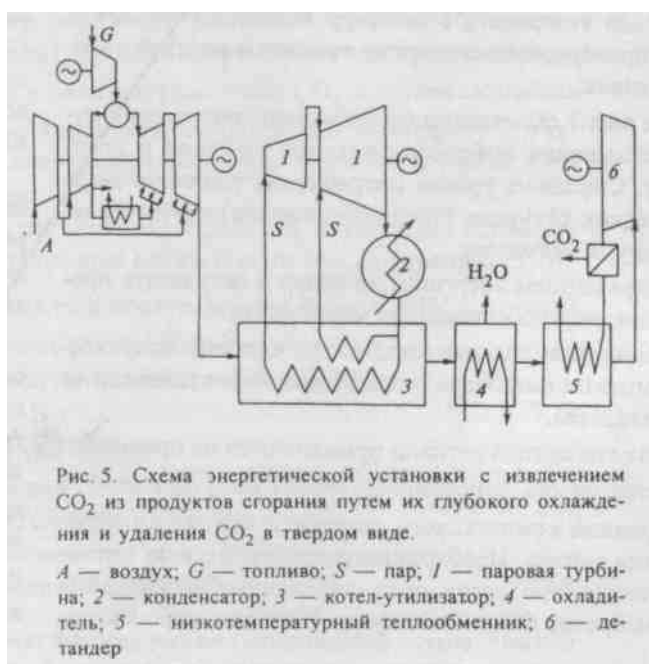 G
A
S
S
1
1
2
3
H₂O
4
5
CO₂
6
Рис. 5. Схема энергетической установки с извлечением
CO₂ из продуктов сгорания путем их глубокого охлажде-
ния и удаления CO₂ в твердом виде.
A — воздух; G — топливо; S — пар; 1 — паровая турби-
на; 2 — конденсатор; 3 — котел-утилизатор; 4 — охлади-
тель; 5 — низкотемпературный теплообменник; 6 — де-
тандер